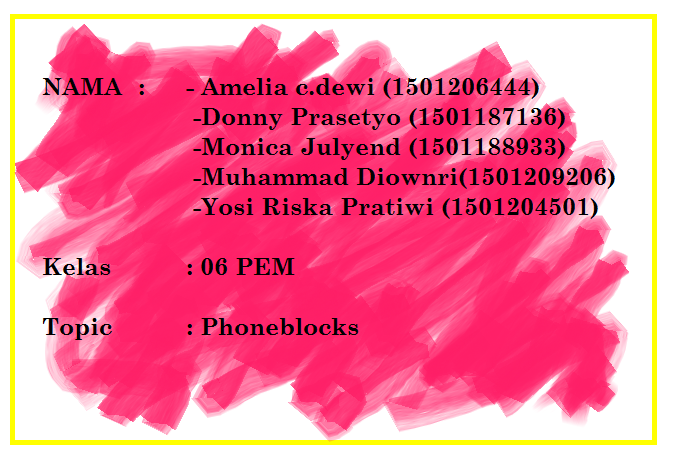 NAMA : - Amelia c.dewi (1501206444)
-Donny Prasetyo (1501187136)
-Monica Julyend (1501188933)
-Muhammad Diownri(1501209206)
-Yosi Riska Pratiwi (1501204501)
Kelas : 06 PEM
Topic : Phoneblocks